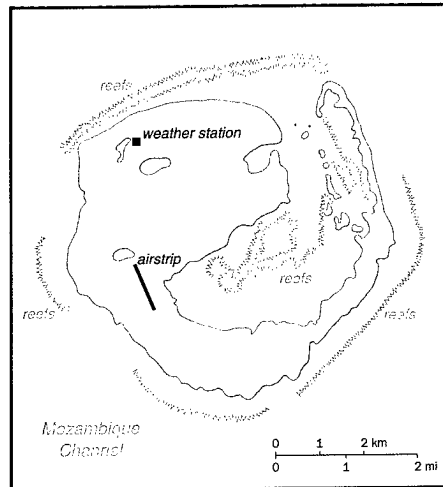 reefs
weather station
airstrip
reefs
reefs
reefs
Mozambique
Channel
0 1 2 km
0 1 2 mi